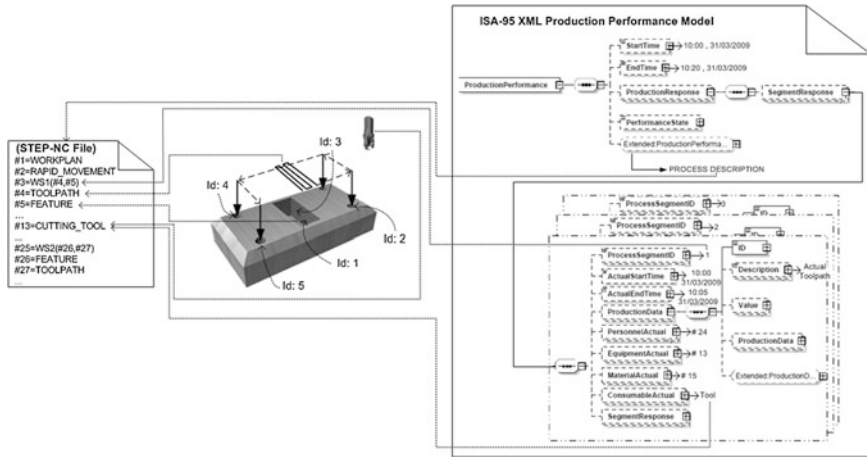 ISA-95 XML Production Performance Model
StartTime
10:00 , 31/03/2009
EndTime
10:20 , 31/03/2009
ProductionPerformance
ProductionResponse
SegmentResponse
PerformanceState
Extended:ProductionPerforma...
PROCESS DESCRIPTION
(STEP-NC File)
#1=WORKPLAN
#2=RAPID_MOVEMENT
#3=WS1(#4,#5)
#4=TOOLPATH
#5=FEATURE
...
#13=CUTTING_TOOL
...
#25=WS2(#26,#27)
#26=FEATURE
#27=TOOLPATH
...
Id: 3
Id: 4
Id: 2
Id: 1
Id: 5
ProcessSegmentID
3
ID
ProcessSegmentID
2
ProcessSegmentID
1
ActualStartTime
10:00
31/03/2009
ActualEndTime
10:05
31/03/2009
ProductionData
PersonnelActual
# 24
EquipmentActual
# 13
MaterialActual
# 15
ConsumableActual
Tool
SegmentResponse
ID
Description
Actual
Toolpath
Value
ProductionData
Extended:ProductionD...